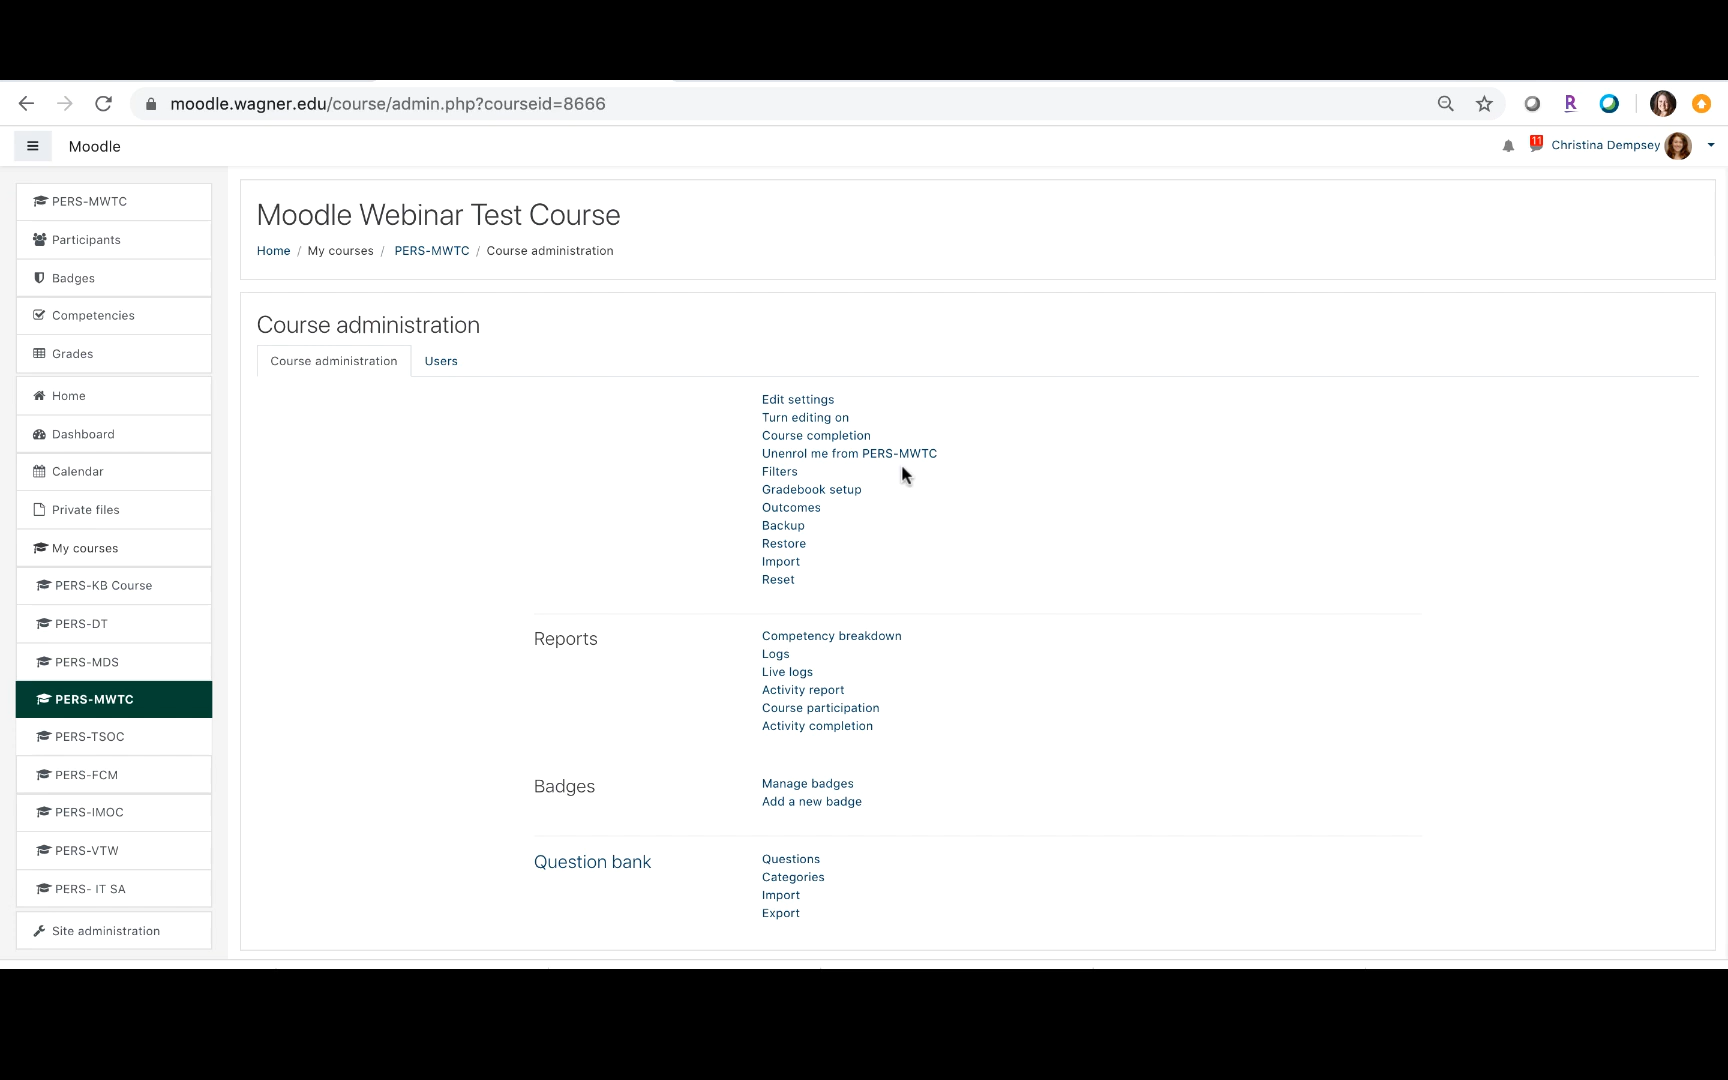 moodle.wagner.edu/course/admin.php?courseid=8666
R
Moodle
11
Christina Dempsey
PERS-MWTC
Participants
Badges
Competencies
Grades
Home
Dashboard
Calendar
Private files
My courses
PERS-KB Course
PERS-DT
PERS-MDS
PERS-MWTC
PERS-TSOC
PERS-FCM
PERS-IMOC
PERS-VTW
PERS- IT SA
Site administration
Moodle Webinar Test Course
Home / My courses / PERS-MWTC / Course administration
Course administration
Course administration Users
Edit settings
Turn editing on
Course completion
Unenrol me from PERS-MWTC
Filters
Gradebook setup
Outcomes
Backup
Restore
Import
Reset
Reports
Competency breakdown
Logs
Live logs
Activity report
Course participation
Activity completion
Badges
Manage badges
Add a new badge
Question bank
Questions
Categories
Import
Export